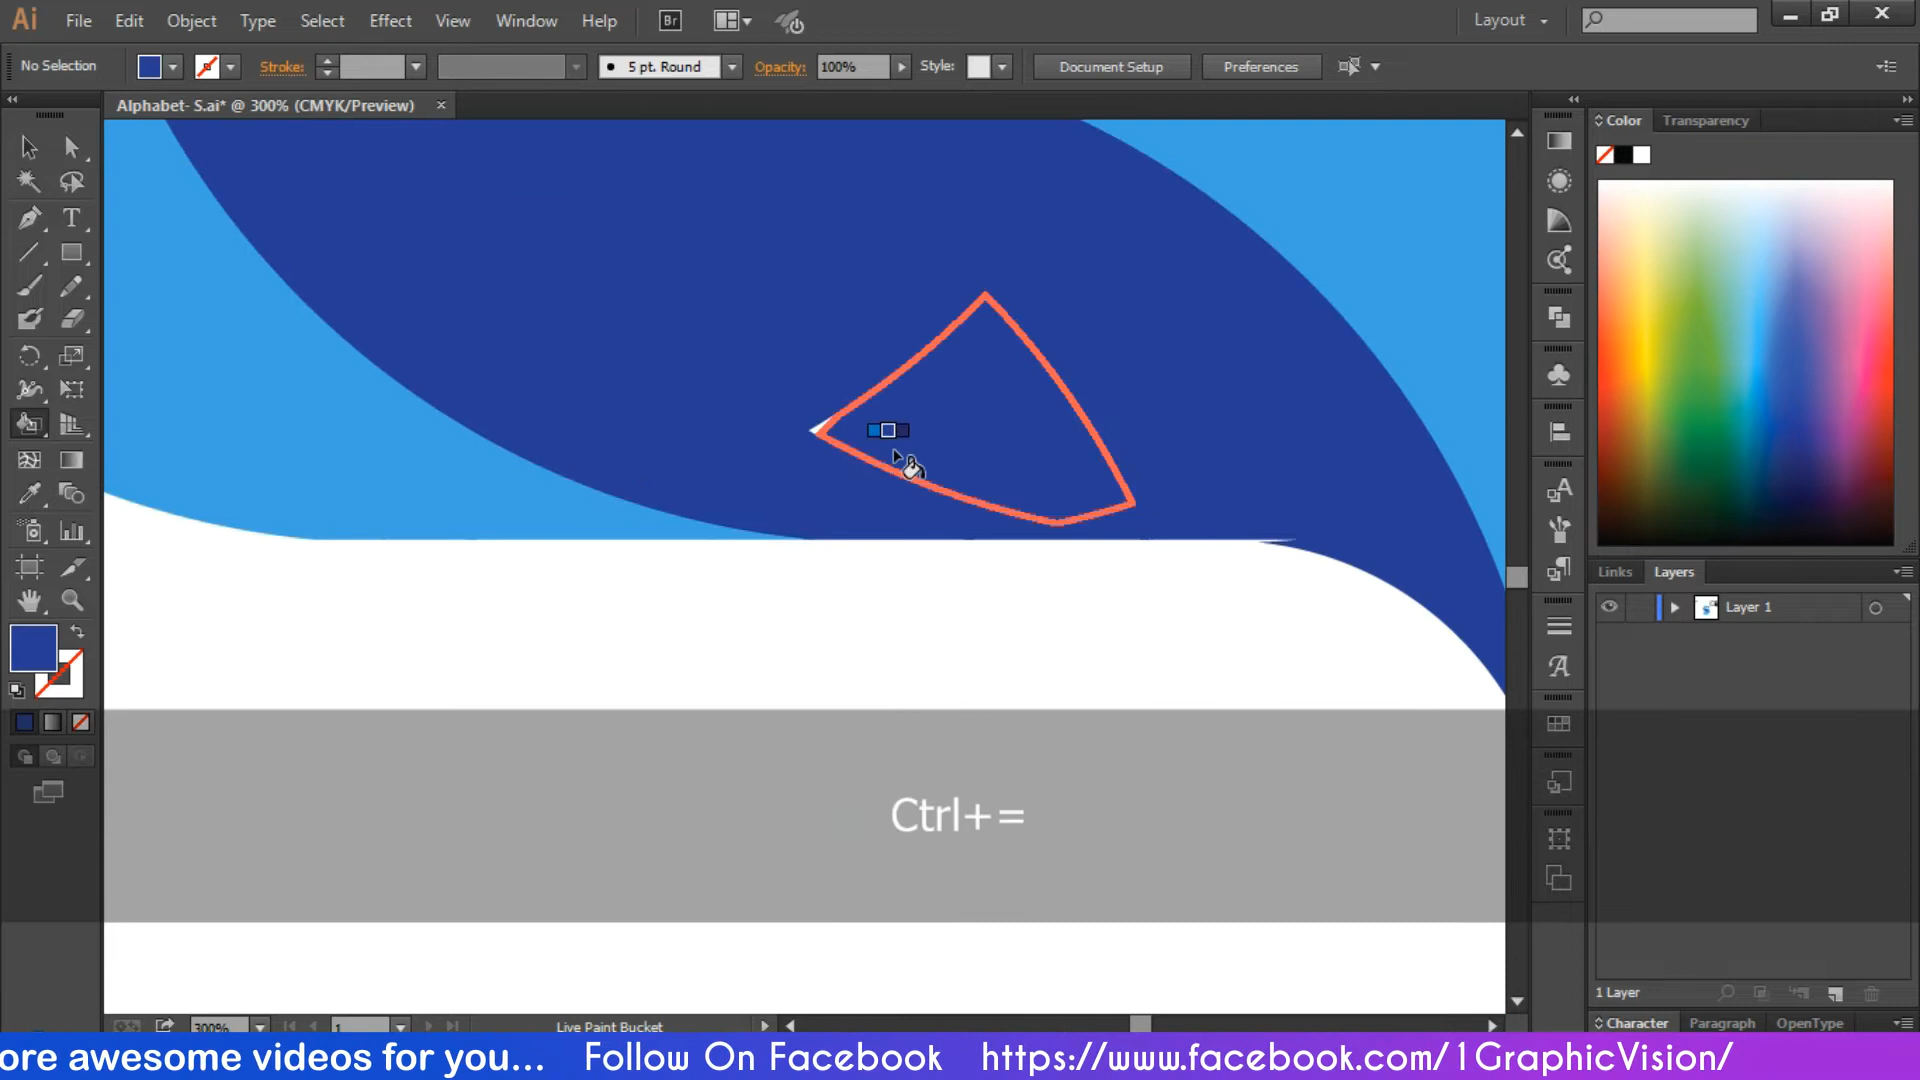 Ai File Edit Object Type Select Effect View Window Help Br Layout
No Selection Stroke: 5 pt. Round Opacity: 100% Style: Document Setup Preferences
Alphabet- S.ai* @ 300% (CMYK/Preview)
Color Transparency
Links Layers
Layer 1
Ctrl+=
1 Layer
300% 1 Live Paint Bucket
Character Paragraph OpenType
ore awesome videos for you... Follow On Facebook https://www.facebook.com/1GraphicVision/